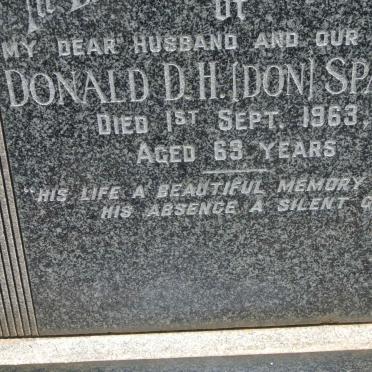 In
OF
MY DEAR HUSBAND AND OUR
DONALD D.H. [DON] SPA
DIED 1ST SEPT. 1963.
AGED 63 YEARS
"HIS LIFE A BEAUTIFUL MEMORY
HIS ABSENCE A SILENT G